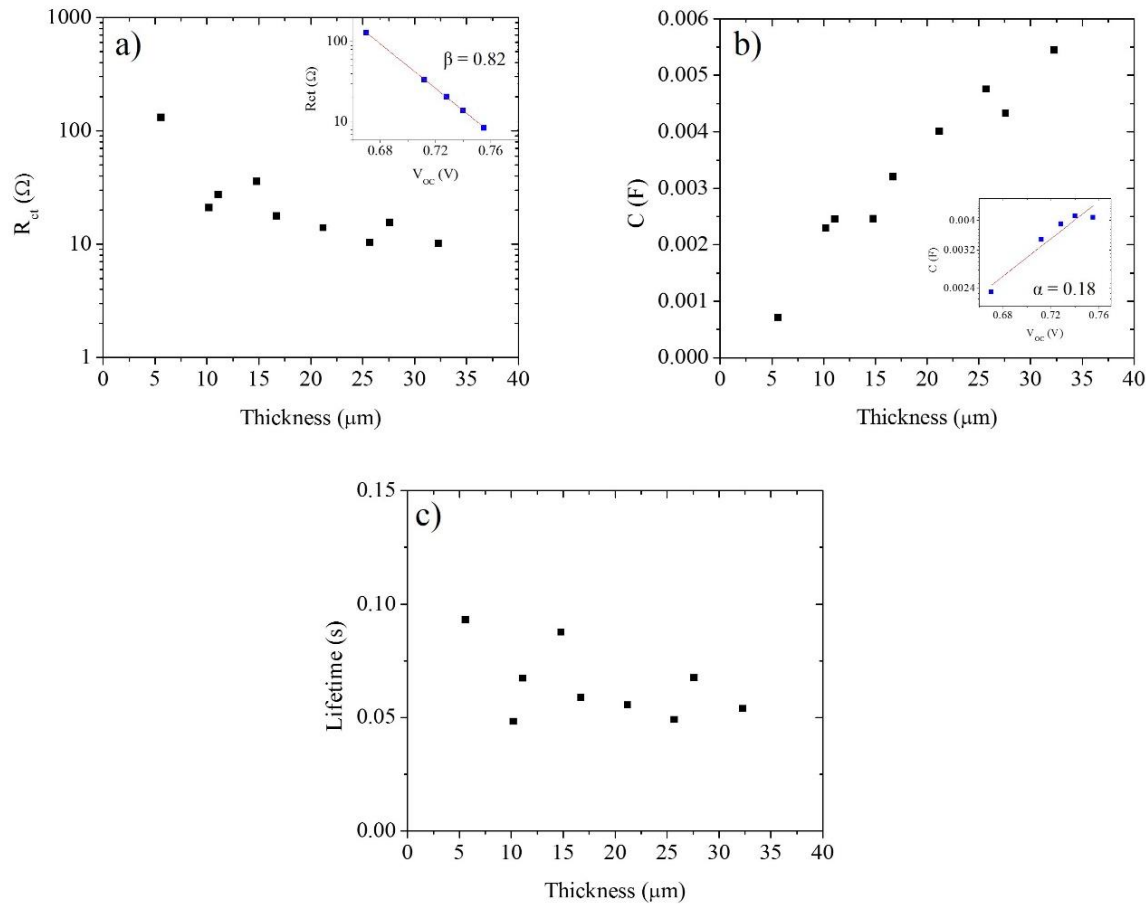 a)
1000
100
10
1
R_ct (Ω)
0 5 10 15 20 25 30 35 40
Thickness (μm)
100
10
Rct (Ω)
β = 0.82
0.68 0.72 0.76
V_OC (V)
b)
0.006
0.005
0.004
0.003
0.002
0.001
0.000
C (F)
0 5 10 15 20 25 30 35 40
Thickness (μm)
0.004
0.0032
0.0024
C (F)
α = 0.18
0.68 0.72 0.76
V_OC (V)
c)
0.15
0.10
0.05
0.00
Lifetime (s)
0 5 10 15 20 25 30 35 40
Thickness (μm)